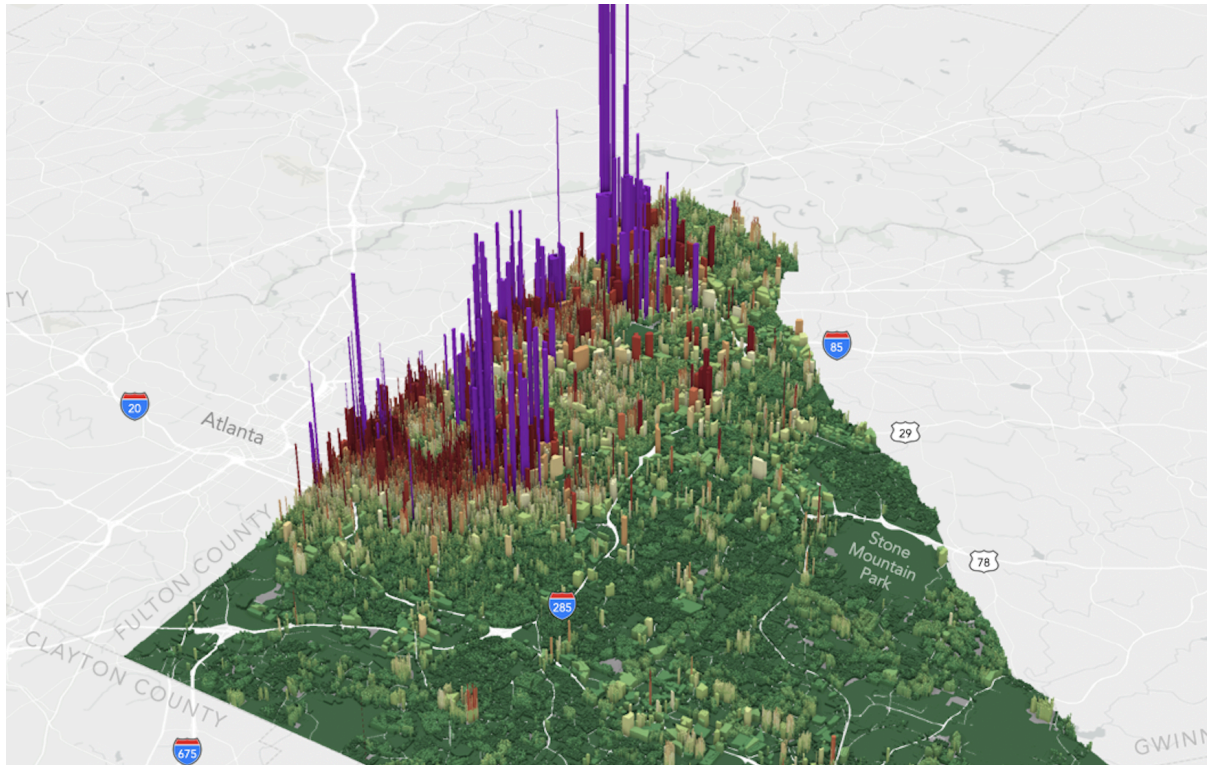 TY
85
20
Atlanta
29
FULTON COUNTY
Stone
Mountain
Park
78
285
CLAYTON COUNTY
GWINN
675